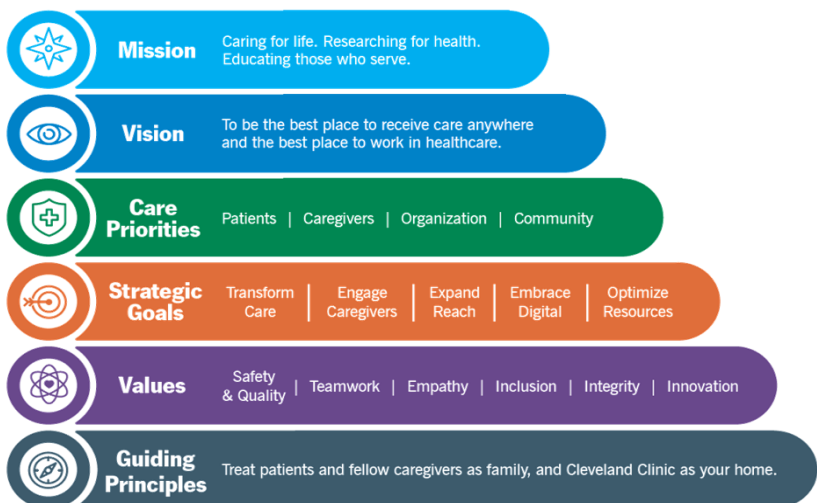 Mission
Caring for life. Researching for health.
Educating those who serve.
Vision
To be the best place to receive care anywhere
and the best place to work in healthcare.
Care
Priorities
Patients | Caregivers | Organization | Community
Strategic
Goals
Transform
Care
Engage
Caregivers
Expand
Reach
Embrace
Digital
Optimize
Resources
Values
Safety
& Quality | Teamwork | Empathy | Inclusion | Integrity | Innovation
Guiding
Principles
Treat patients and fellow caregivers as family, and Cleveland Clinic as your home.